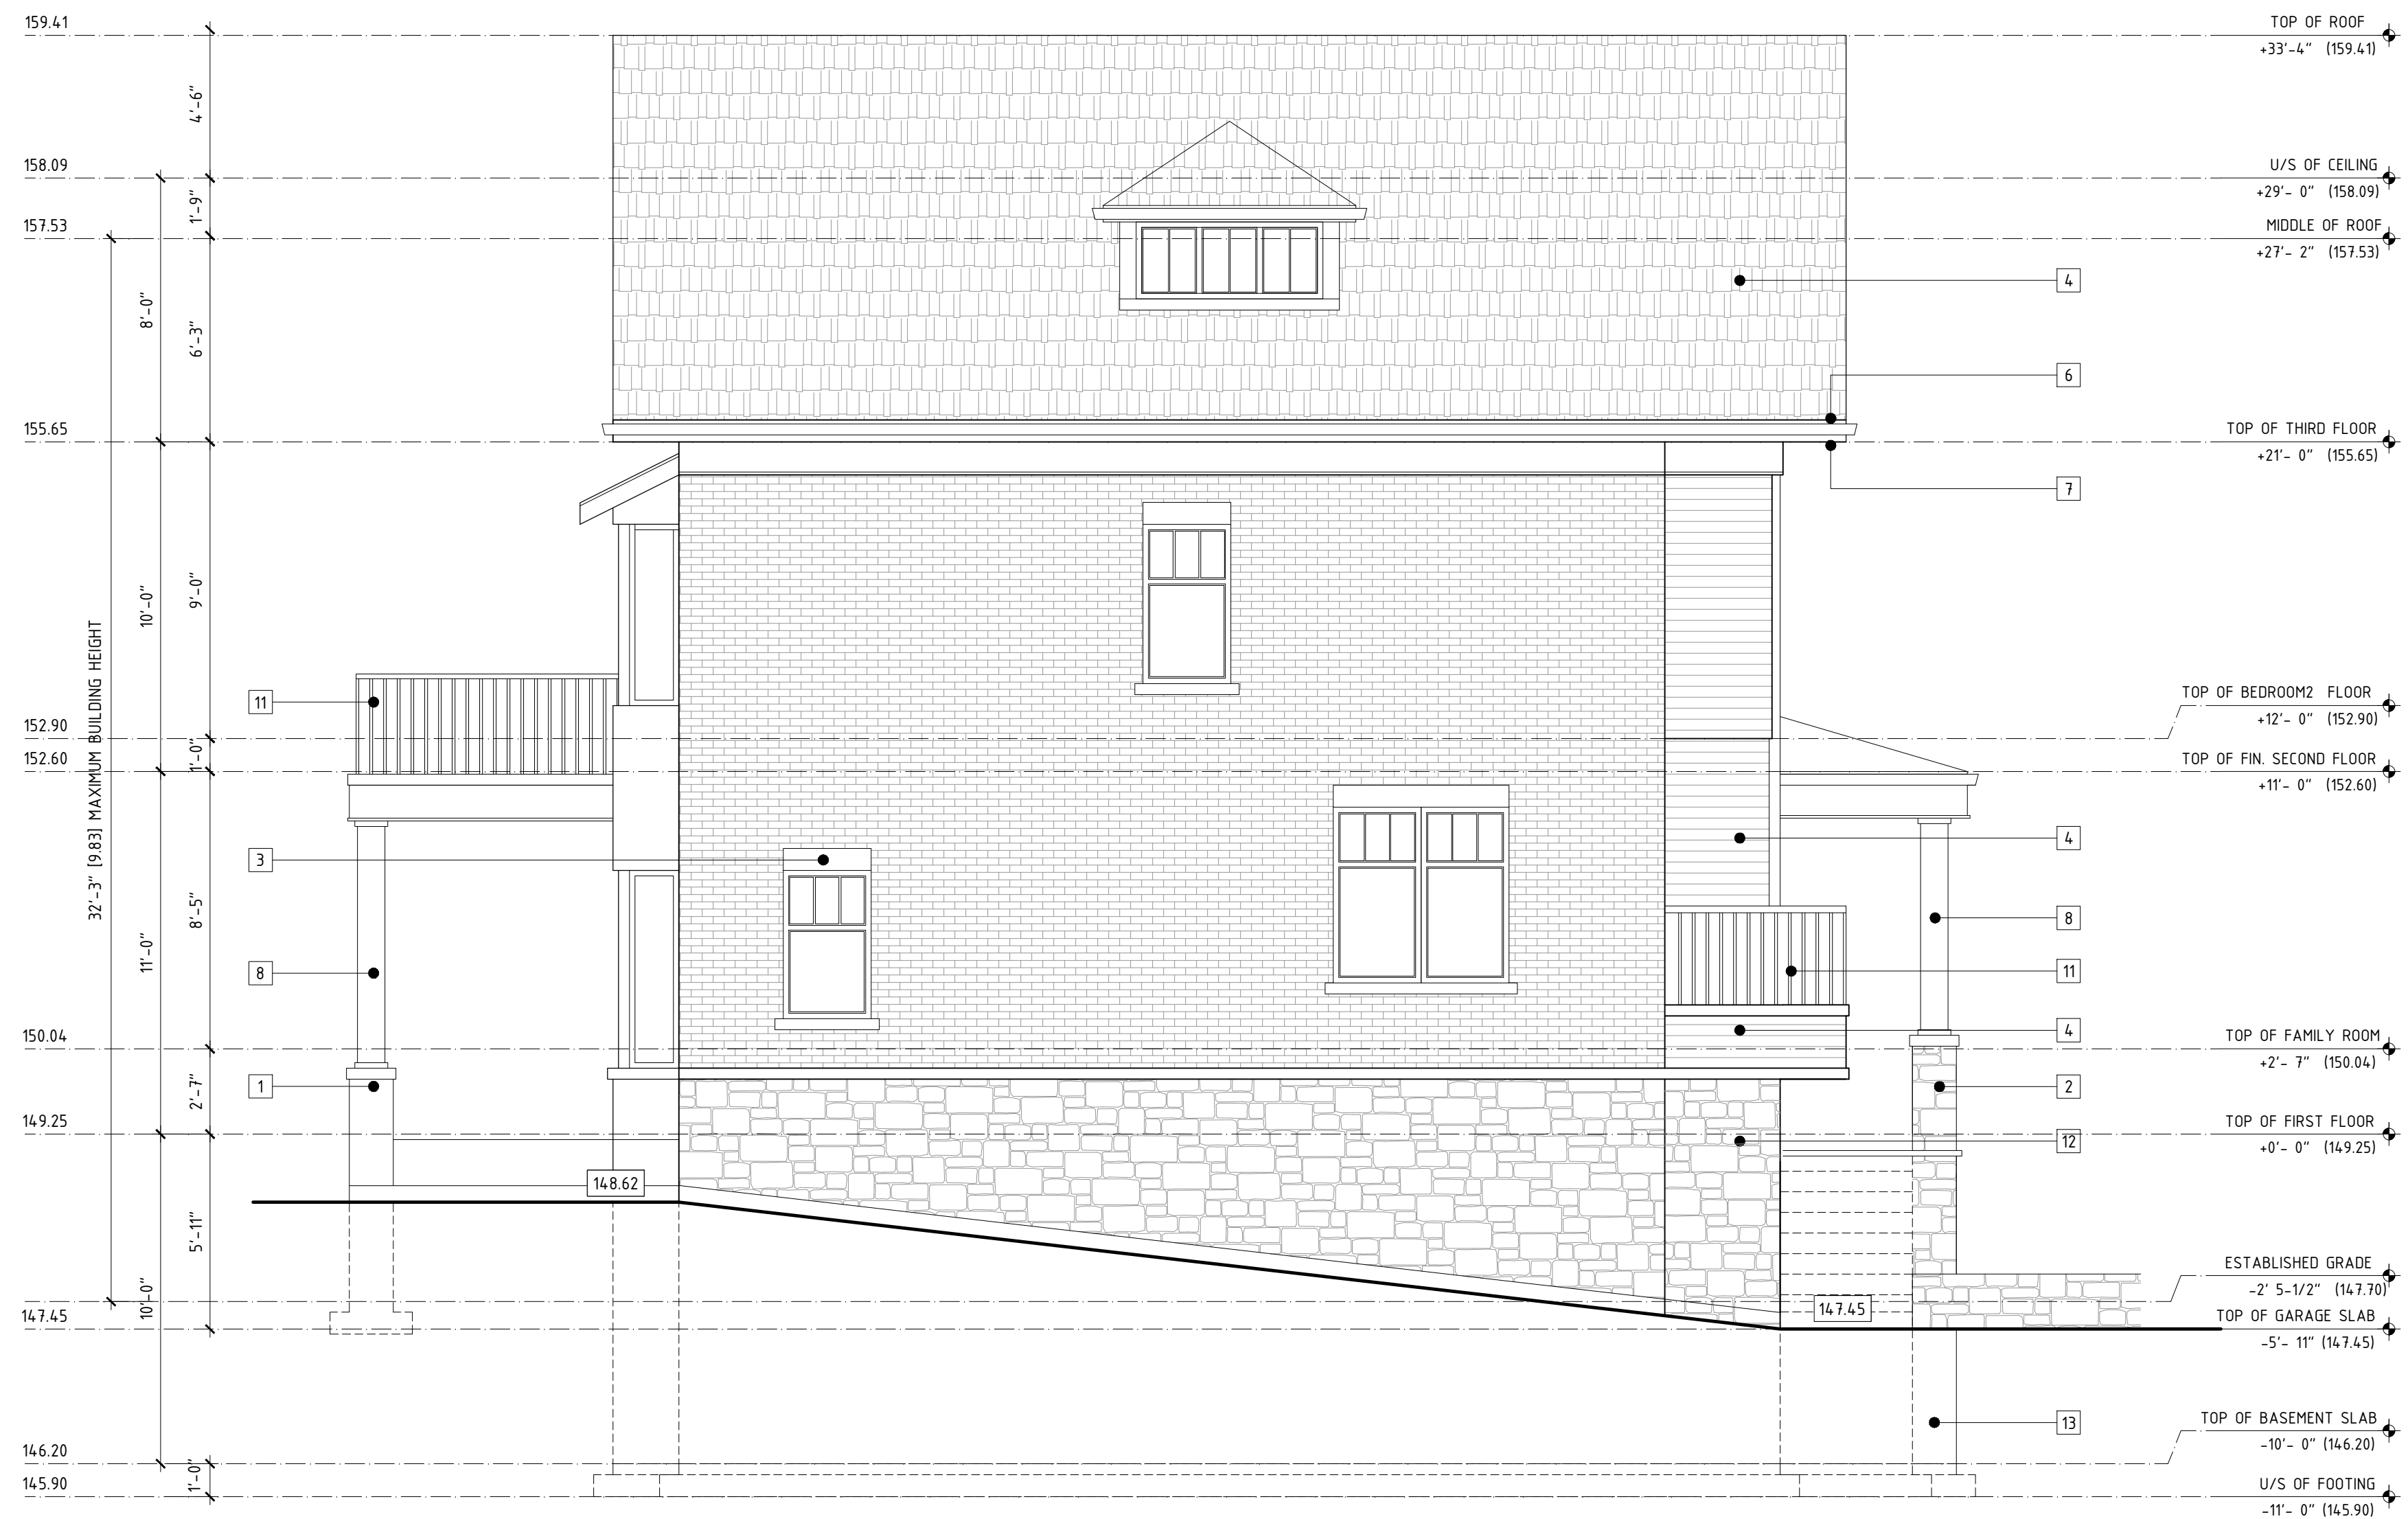 159.41
TOP OF ROOF
+33'-4" (159.41)
4'-6"
158.09
U/S OF CEILING
+29'- 0" (158.09)
1'-9"
157.53
MIDDLE OF ROOF
+27'- 2" (157.53)
4
8'-0"
6'-3"
6
155.65
TOP OF THIRD FLOOR
+21'- 0" (155.65)
7
10'-0"
9'-0"
32'-3" [9.83] MAXIMUM BUILDING HEIGHT
11
152.90
TOP OF BEDROOM2 FLOOR
+12'- 0" (152.90)
1'-0"
152.60
TOP OF FIN. SECOND FLOOR
+11'- 0" (152.60)
4
3
8'-5"
8
11'-0"
8
11
4
150.04
TOP OF FAMILY ROOM
+2'- 7" (150.04)
1
2'-7"
2
149.25
TOP OF FIRST FLOOR
+0'- 0" (149.25)
12
148.62
5'-11"
ESTABLISHED GRADE
-2' 5-1/2" (147.70)
10'-0"
147.45
147.45
TOP OF GARAGE SLAB
-5'- 11" (147.45)
13
TOP OF BASEMENT SLAB
-10'- 0" (146.20)
146.20
1'-0"
145.90
U/S OF FOOTING
-11'- 0" (145.90)